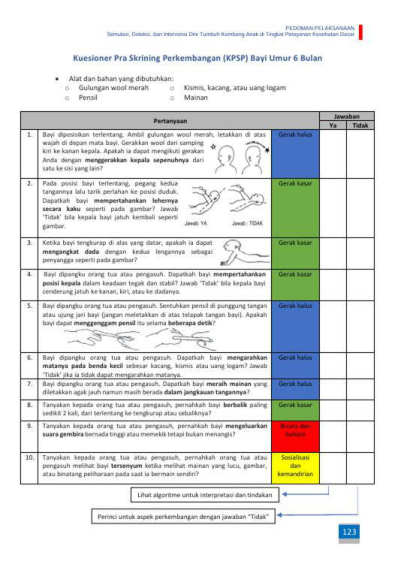 PEDOMAN PELAKSANAAN
Stimulasi, Deteksi, dan Intervensi Dini Tumbuh Kembang Anak di Tingkat Pelayanan Kesehatan Dasar
Kuesioner Pra Skrining Perkembangan (KPSP) Bayi Umur 6 Bulan
• Alat dan bahan yang dibutuhkan:
o Gulungan wool merah
o Kismis, kacang, atau uang logam
o Pensil
o Mainan
Pertanyaan
Jawaban
Ya Tidak
1. Bayi diposisikan terlentang. Ambil gulungan wool merah, letakkan di atas
wajah di depan mata bayi. Gerakkan wool dari samping
kiri ke kanan kepala. Apakah ia dapat mengikuti gerakan
Anda dengan menggerakkan kepala sepenuhnya dari
satu ke sisi yang lain?
Gerak halus
2. Pada posisi bayi terlentang, pegang kedua
tangannya lalu tarik perlahan ke posisi duduk.
Dapatkah bayi mempertahankan lehernya
secara kaku seperti pada gambar? Jawab
'Tidak' bila kepala bayi jatuh kembali seperti
gambar.
Jawab: YA
Jawab: TIDAK
Gerak kasar
3. Ketika bayi tengkurap di alas yang datar, apakah ia dapat
mengangkat dada dengan kedua lengannya sebagai
penyangga seperti pada gambar?
Gerak kasar
4. Bayi dipangku orang tua atau pengasuh. Dapatkah bayi mempertahankan
posisi kepala dalam keadaan tegak dan stabil? Jawab 'Tidak' bila kepala bayi
cenderung jatuh ke kanan, kiri, atau ke dadanya.
Gerak kasar
5. Bayi dipangku orang tua atau pengasuh. Sentuhkan pensil di punggung tangan
atau ujung jari bayi (jangan meletakkan di atas telapak tangan bayi). Apakah
bayi dapat menggenggam pensil itu selama beberapa detik?
Gerak halus
6. Bayi dipangku orang tua atau pengasuh. Dapatkah bayi mengarahkan
matanya pada benda kecil sebesar kacang, kismis atau uang logam? Jawab
'Tidak' jika ia tidak dapat mengarahkan matanya.
Gerak halus
7. Bayi dipangku orang tua atau pengasuh. Dapatkah bayi meraih mainan yang
diletakkan agak jauh namun masih berada dalam jangkauan tangannya?
Gerak halus
8. Tanyakan kepada orang tua atau pengasuh, pernahkah bayi berbalik paling
sedikit 2 kali, dari terlentang ke tengkurap atau sebaliknya?
Gerak kasar
9. Tanyakan kepada orang tua atau pengasuh, pernahkah bayi mengeluarkan
suara gembira bernada tinggi atau memekik tetapi bukan menangis?
Bicara dan
bahasa
10. Tanyakan kepada orang tua atau pengasuh, pernahkah orang tua atau
pengasuh melihat bayi tersenyum ketika melihat mainan yang lucu, gambar,
atau binatang peliharaan pada saat ia bermain sendiri?
Sosialisasi
dan
kemandirian
Lihat algoritme untuk interpretasi dan tindakan
Perinci untuk aspek perkembangan dengan jawaban "Tidak"
123